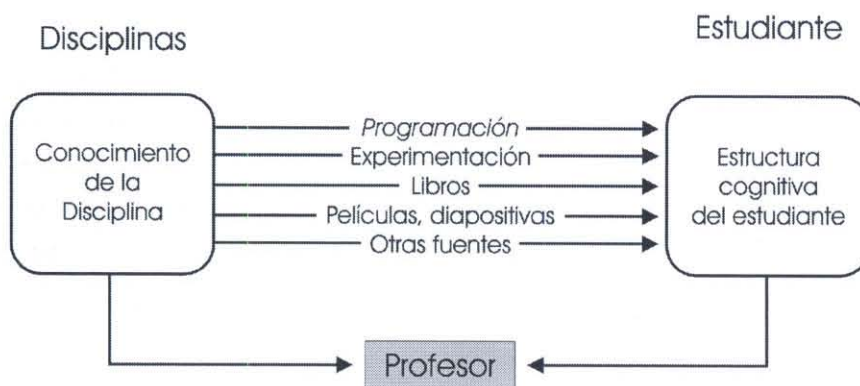 Disciplinas
Estudiante
Conocimiento
de la
Disciplina
Programación
Experimentación
Libros
Películas, diapositivas
Otras fuentes
Estructura
cognitiva
del estudiante
Profesor